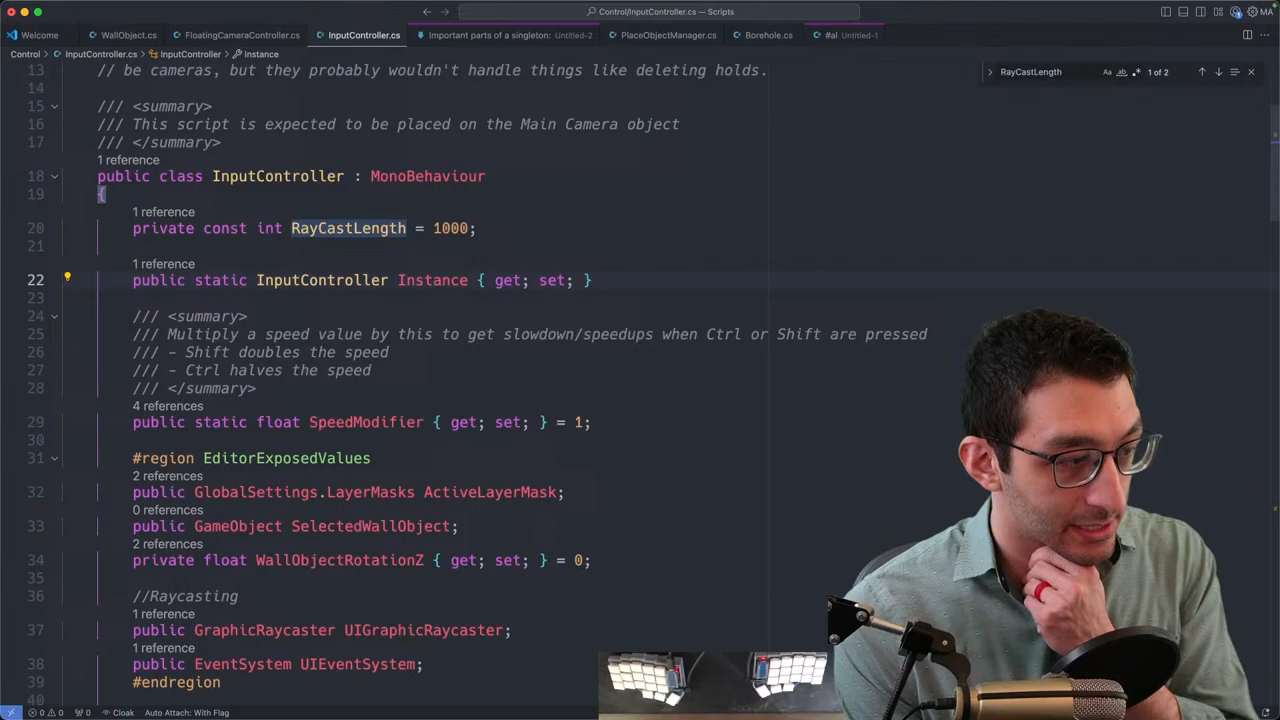 Control/InputController.cs — Scripts
MA
Welcome
WallObject.cs
FloatingCameraController.cs
InputController.cs
Important parts of a singleton: Untitled-2
PlaceObjectManager.cs
Borehole.cs
#al Untitled-1
Control > InputController.cs > InputController > Instance
RayCastLength
Aa
ab
1 of 2
13 // be cameras, but they probably wouldn't handle things like deleting holds.
14
15 /// <summary>
16 /// This script is expected to be placed on the Main Camera object
17 /// </summary>
1 reference
18 public class InputController : MonoBehaviour
19 {
1 reference
20 private const int RayCastLength = 1000;
21
1 reference
22 public static InputController Instance { get; set; }
23
24 /// <summary>
25 /// Multiply a speed value by this to get slowdown/speedups when Ctrl or Shift are pressed
26 /// - Shift doubles the speed
27 /// - Ctrl halves the speed
28 /// </summary>
4 references
29 public static float SpeedModifier { get; set; } = 1;
30
31 #region EditorExposedValues
2 references
32 public GlobalSettings.LayerMasks ActiveLayerMask;
0 references
33 public GameObject SelectedWallObject;
2 references
34 private float WallObjectRotationZ { get; set; } = 0;
35
36 //Raycasting
1 reference
37 public GraphicRaycaster UIGraphicRaycaster;
1 reference
38 public EventSystem UIEventSystem;
39 #endregion
40
0 0 0 Cloak Auto Attach: With Flag